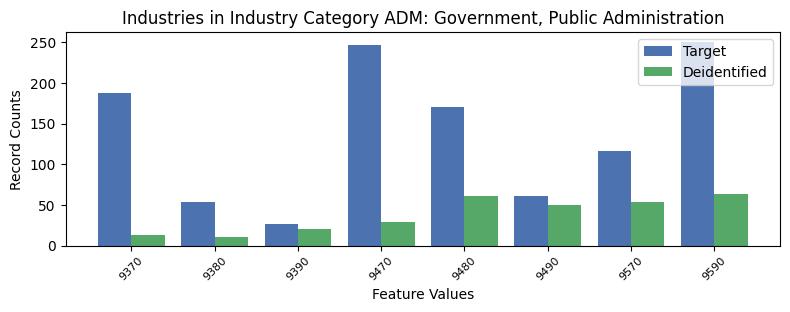 Industries in Industry Category ADM: Government, Public Administration
Target
Deidentified
Record Counts
250
200
150
100
50
0
9370 9380 9390 9470 9480 9490 9570 9590
Feature Values